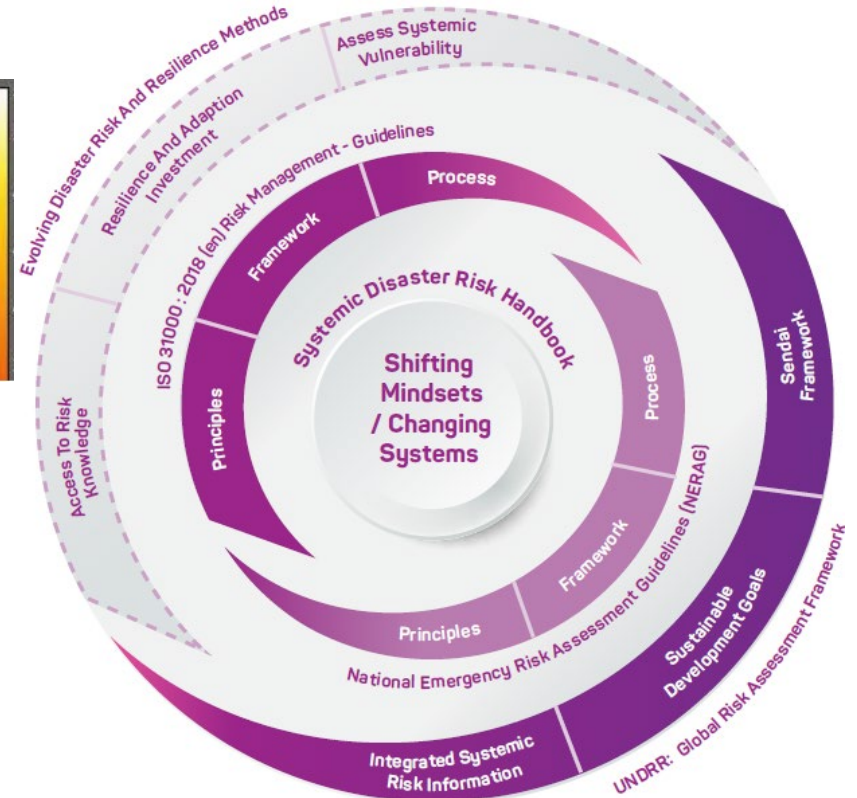 Evolving Disaster Risk And Resilience Methods
Assess Systemic
Vulnerability
Resilience And Adaption
Investment
Access To Risk
Knowledge
ISO 31000 : 2018 (en) Risk Management - Guidelines
Process
Framework
Principles
Systemic Disaster Risk Handbook
Shifting
Mindsets
/ Changing
Systems
Process
Framework
Principles
National Emergency Risk Assessment Guidelines (NERAG)
Sendai
Framework
Sustainable
Development Goals
Integrated Systemic
Risk Information
UNDRR: Global Risk Assessment Framework